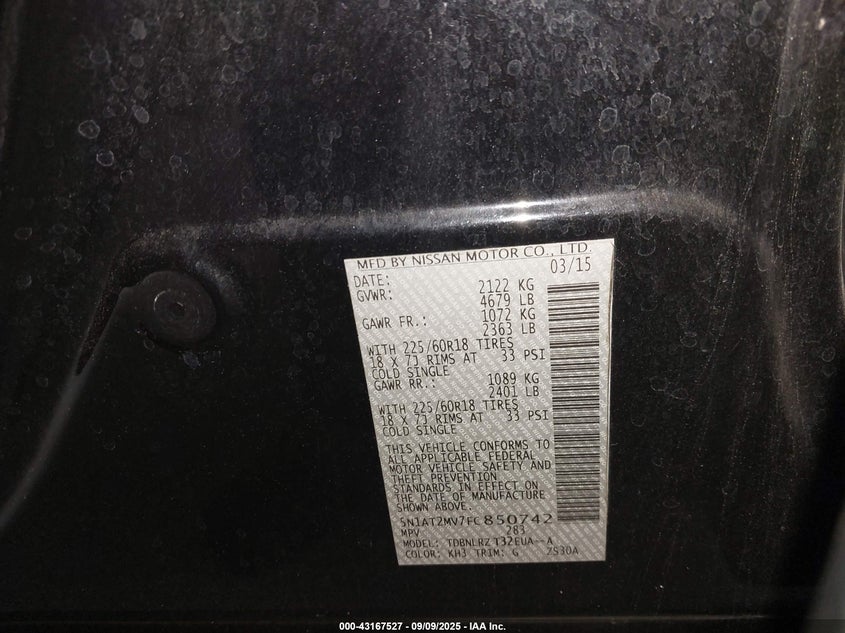 MFD BY NISSAN MOTOR CO., LTD.
DATE: 03/15
GVWR: 2122 KG
4679 LB
GAWR FR.: 1072 KG
2363 LB
WITH 225/60R18 TIRES
18 X 7J RIMS AT 33 PSI
COLD SINGLE
GAWR RR.: 1089 KG
2401 LB
WITH 225/60R18 TIRES
18 X 7J RIMS AT 33 PSI
COLD SINGLE
THIS VEHICLE CONFORMS TO
ALL APPLICABLE FEDERAL
MOTOR VEHICLE SAFETY AND
THEFT PREVENTION
STANDARDS IN EFFECT ON
THE DATE OF MANUFACTURE
SHOWN ABOVE.
5N1AT2MV7FC850742
MPV 283
MODEL: TDBNLRZ T32EUA--A
COLOR: KH3 TRIM: G ZS30A
000-43167527 - 09/09/2025 - IAA Inc.